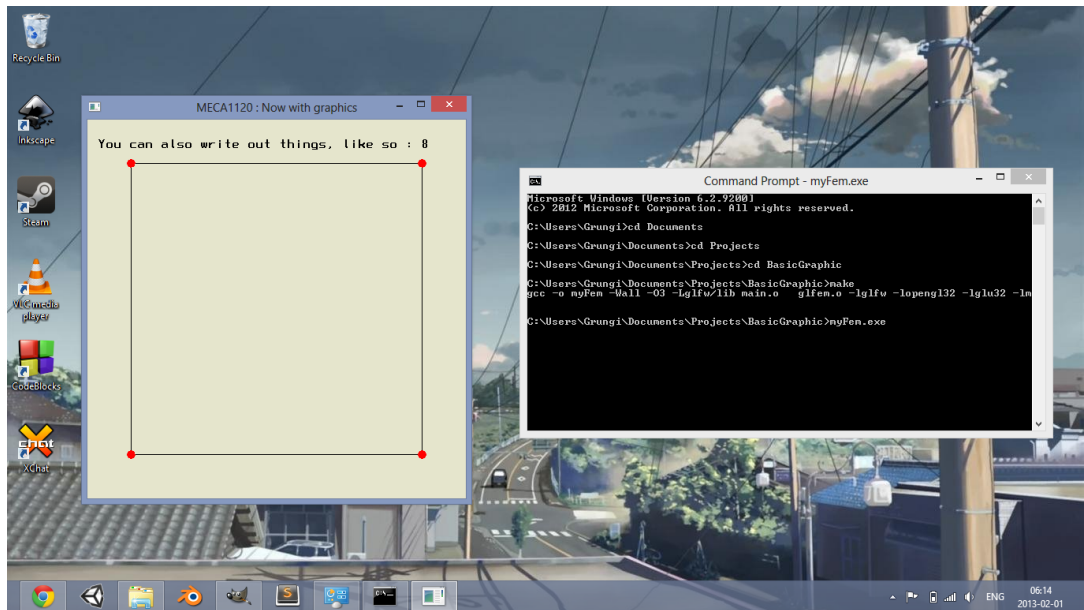 Recycle Bin
Inkscape
Steam
VLC media
player
CodeBlocks
chat
XChat
MECA1120 : Now with graphics
You can also write out things, like so : 8
Command Prompt - myFem.exe
Microsoft Windows [Version 6.2.9200]
(c) 2012 Microsoft Corporation. All rights reserved.
C:\Users\Grungi>cd Documents
C:\Users\Grungi\Documents>cd Projects
C:\Users\Grungi\Documents\Projects>cd BasicGraphic
C:\Users\Grungi\Documents\Projects\BasicGraphic>make
gcc -o myFem -Wall -O3 -Lglfw/lib main.o   glfem.o -lglfw -lopengl32 -lglu32 -lm
C:\Users\Grungi\Documents\Projects\BasicGraphic>myFem.exe
ENG
06:14
2013-02-01